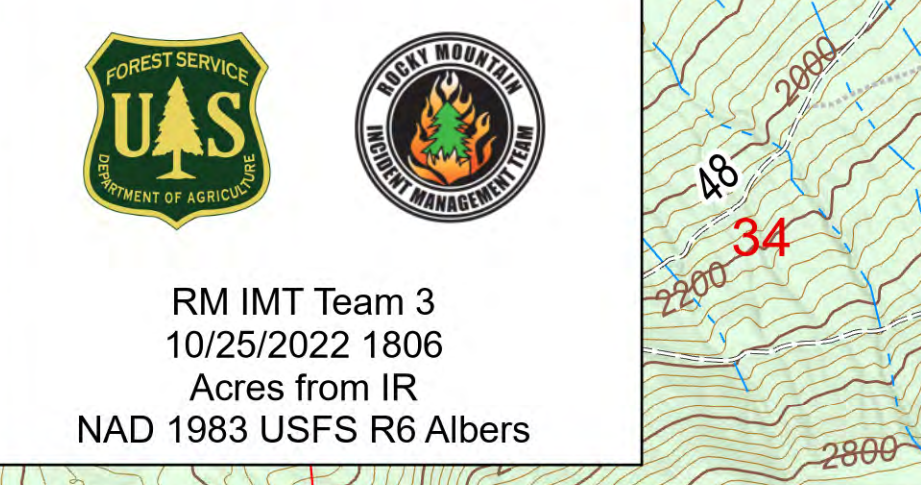 FOREST SERVICE
UAS
DEPARTMENT OF AGRICULTURE
ROCKY MOUNTAIN
INCIDENT MANAGEMENT TEAM
RM IMT Team 3
10/25/2022 1806
Acres from IR
NAD 1983 USFS R6 Albers
2000
48
34
2200
2800